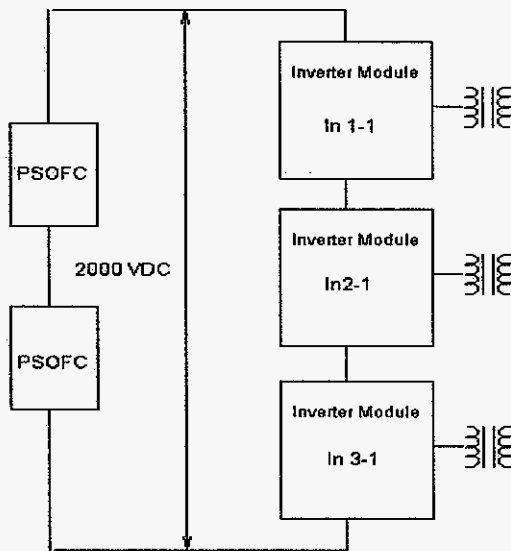 Inverter Module
In 1-1
PSOFC
Inverter Module
2000 VDC
In2-1
PSOFC
Inverter Module
In 3-1